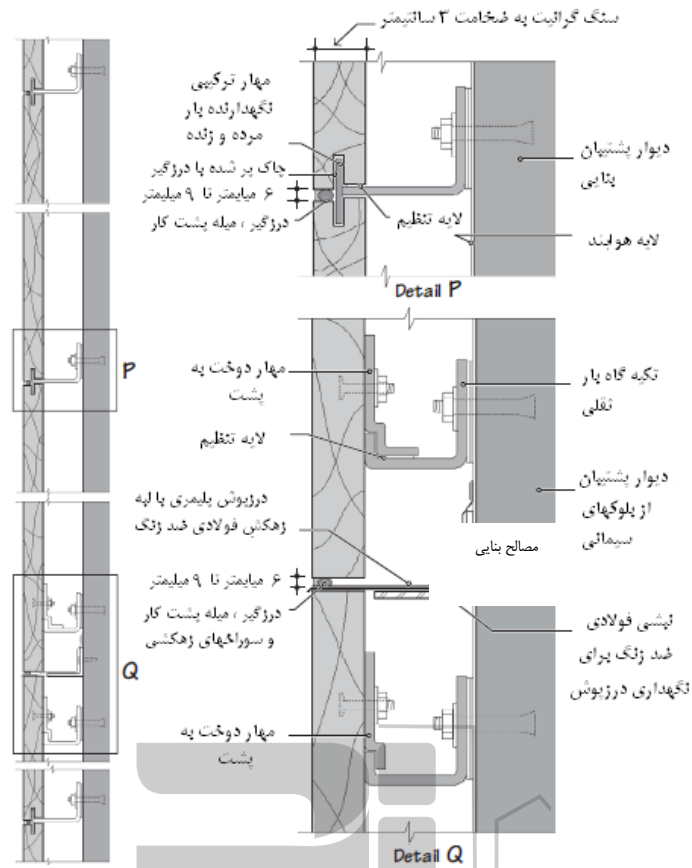 سنگ گرانیت به ضخامت ۳ سانتیمتر
مهار ترکیبی
نگهدارنده بار
مرده و زنده
چاک پر شده با درزگیر
۶ میلیمتر تا ۹ میلیمتر
درزگیر ، میله پشت کار
لایه تنظیم
دیوار پشتیبان
بنایی
لایه هوابند
Detail P
P
مهار دوخت به
پشت
لایه تنظیم
تکیه گاه بار
ثقلی
درزپوش پلیمری با لبه
زهکش فولادی ضد زنگ
دیوار پشتیبان
از بلوکهای
سیمانی
مصالح بنایی
۶ میلیمتر تا ۹ میلیمتر
درزگیر ، میله پشت کار
و سوراخهای زهکشی
نبشی فولادی
ضد زنگ برای
نگهداری درزپوش
Q
مهار دوخت به
پشت
Detail Q